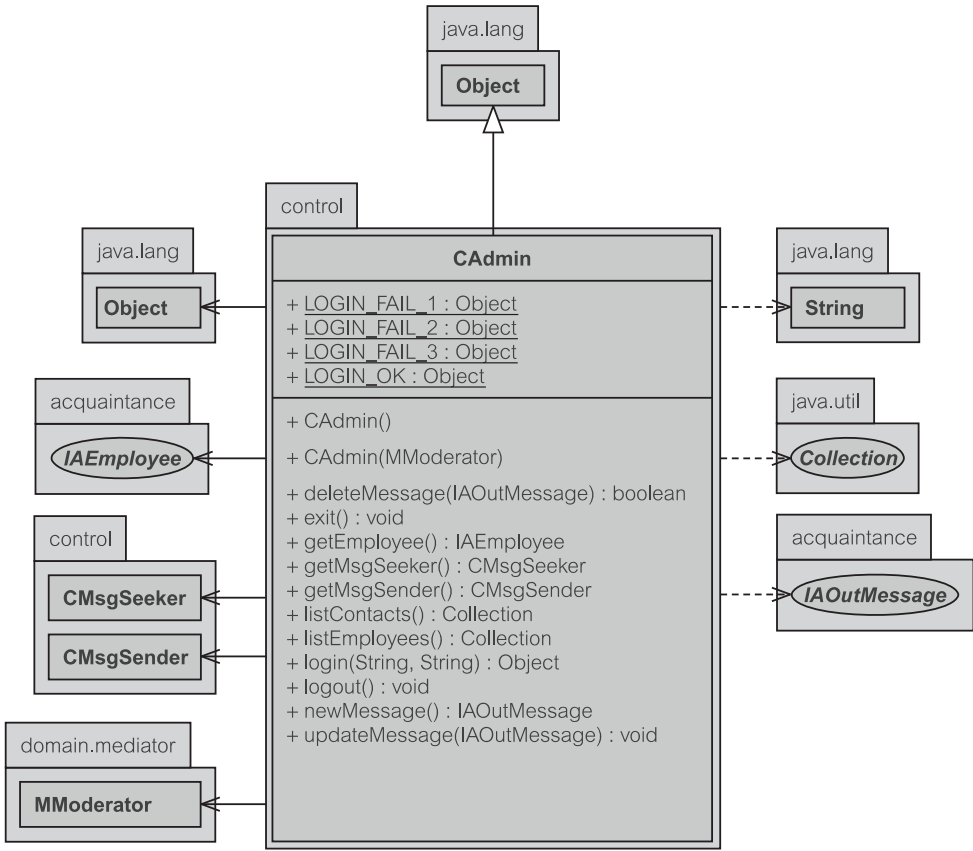 java.lang
Object
control
CAdmin
+ LOGIN_FAIL_1 : Object
+ LOGIN_FAIL_2 : Object
+ LOGIN_FAIL_3 : Object
+ LOGIN_OK : Object
+ CAdmin()
+ CAdmin(MModerator)
+ deleteMessage(IAOutMessage) : boolean
+ exit() : void
+ getEmployee() : IAEmployee
+ getMsgSeeker() : CMsgSeeker
+ getMsgSender() : CMsgSender
+ listContacts() : Collection
+ listEmployees() : Collection
+ login(String, String) : Object
+ logout() : void
+ newMessage() : IAOutMessage
+ updateMessage(IAOutMessage) : void
java.lang
Object
acquaintance
IAEmployee
control
CMsgSeeker
CMsgSender
domain.mediator
MModerator
java.lang
String
java.util
Collection
acquaintance
IAOutMessage